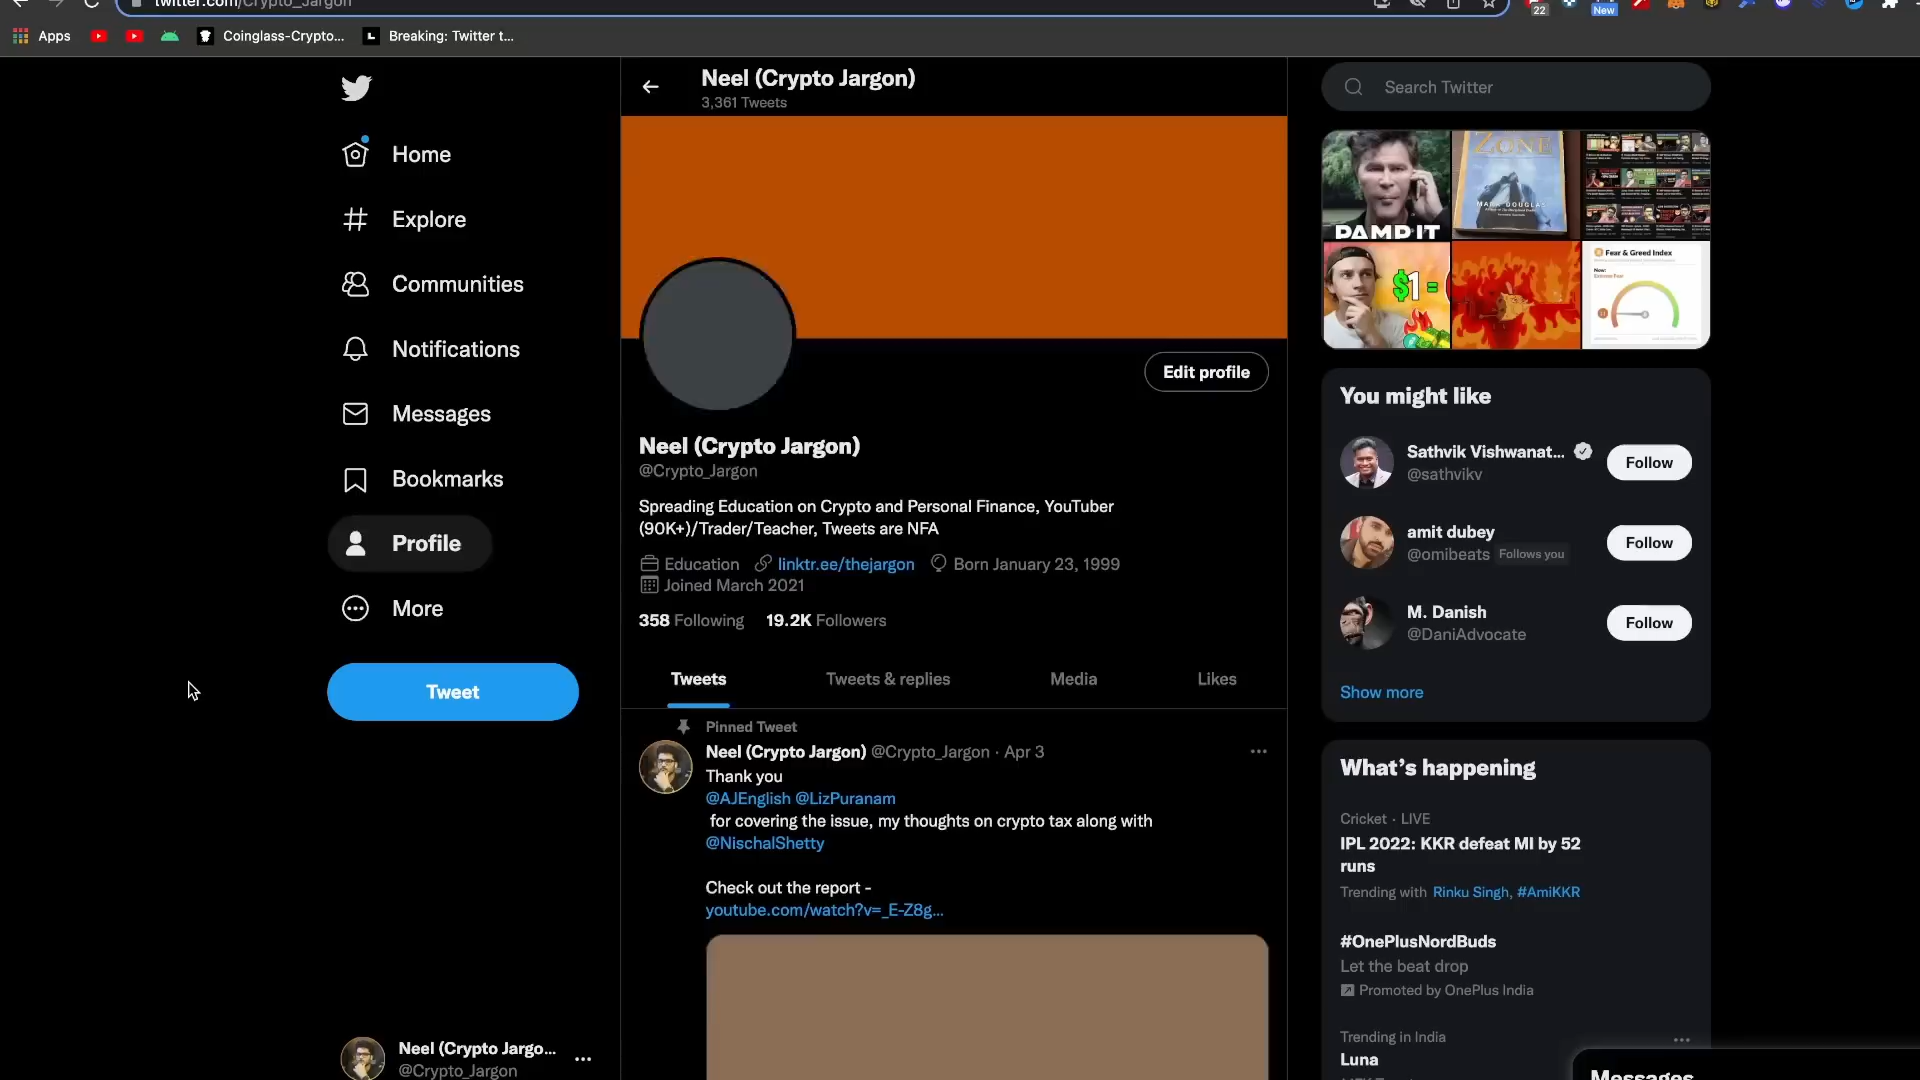 twitter.com/Crypto_Jargon
22
New
Apps
Coinglass-Crypto...
Breaking: Twitter t...
Home
Explore
Communities
Notifications
Messages
Bookmarks
Profile
More
Tweet
Neel (Crypto Jargo...
@Crypto_Jargon
Neel (Crypto Jargon)
3,361 Tweets
Edit profile
Neel (Crypto Jargon)
@Crypto_Jargon
Spreading Education on Crypto and Personal Finance, YouTuber
(90K+)/Trader/Teacher, Tweets are NFA
Education linktr.ee/thejargon Born January 23, 1999
Joined March 2021
358 Following 19.2K Followers
Tweets Tweets & replies Media Likes
Pinned Tweet
Neel (Crypto Jargon) @Crypto_Jargon · Apr 3
Thank you
@AJEnglish @LizPuranam
for covering the issue, my thoughts on crypto tax along with
@NischalShetty
Check out the report -
youtube.com/watch?v=_E-Z8g...
Search Twitter
DAMD IT
ZONE
MARK DOUGLAS
$1 =
Fear & Greed Index
Now:
Extreme Fear
You might like
Sathvik Vishwanat...
@sathvikv
Follow
amit dubey
@omibeats Follows you
Follow
M. Danish
@DaniAdvocate
Follow
Show more
What's happening
Cricket · LIVE
IPL 2022: KKR defeat MI by 52
runs
Trending with Rinku Singh, #AmiKKR
#OnePlusNordBuds
Let the beat drop
Promoted by OnePlus India
Trending in India
Luna
Messages